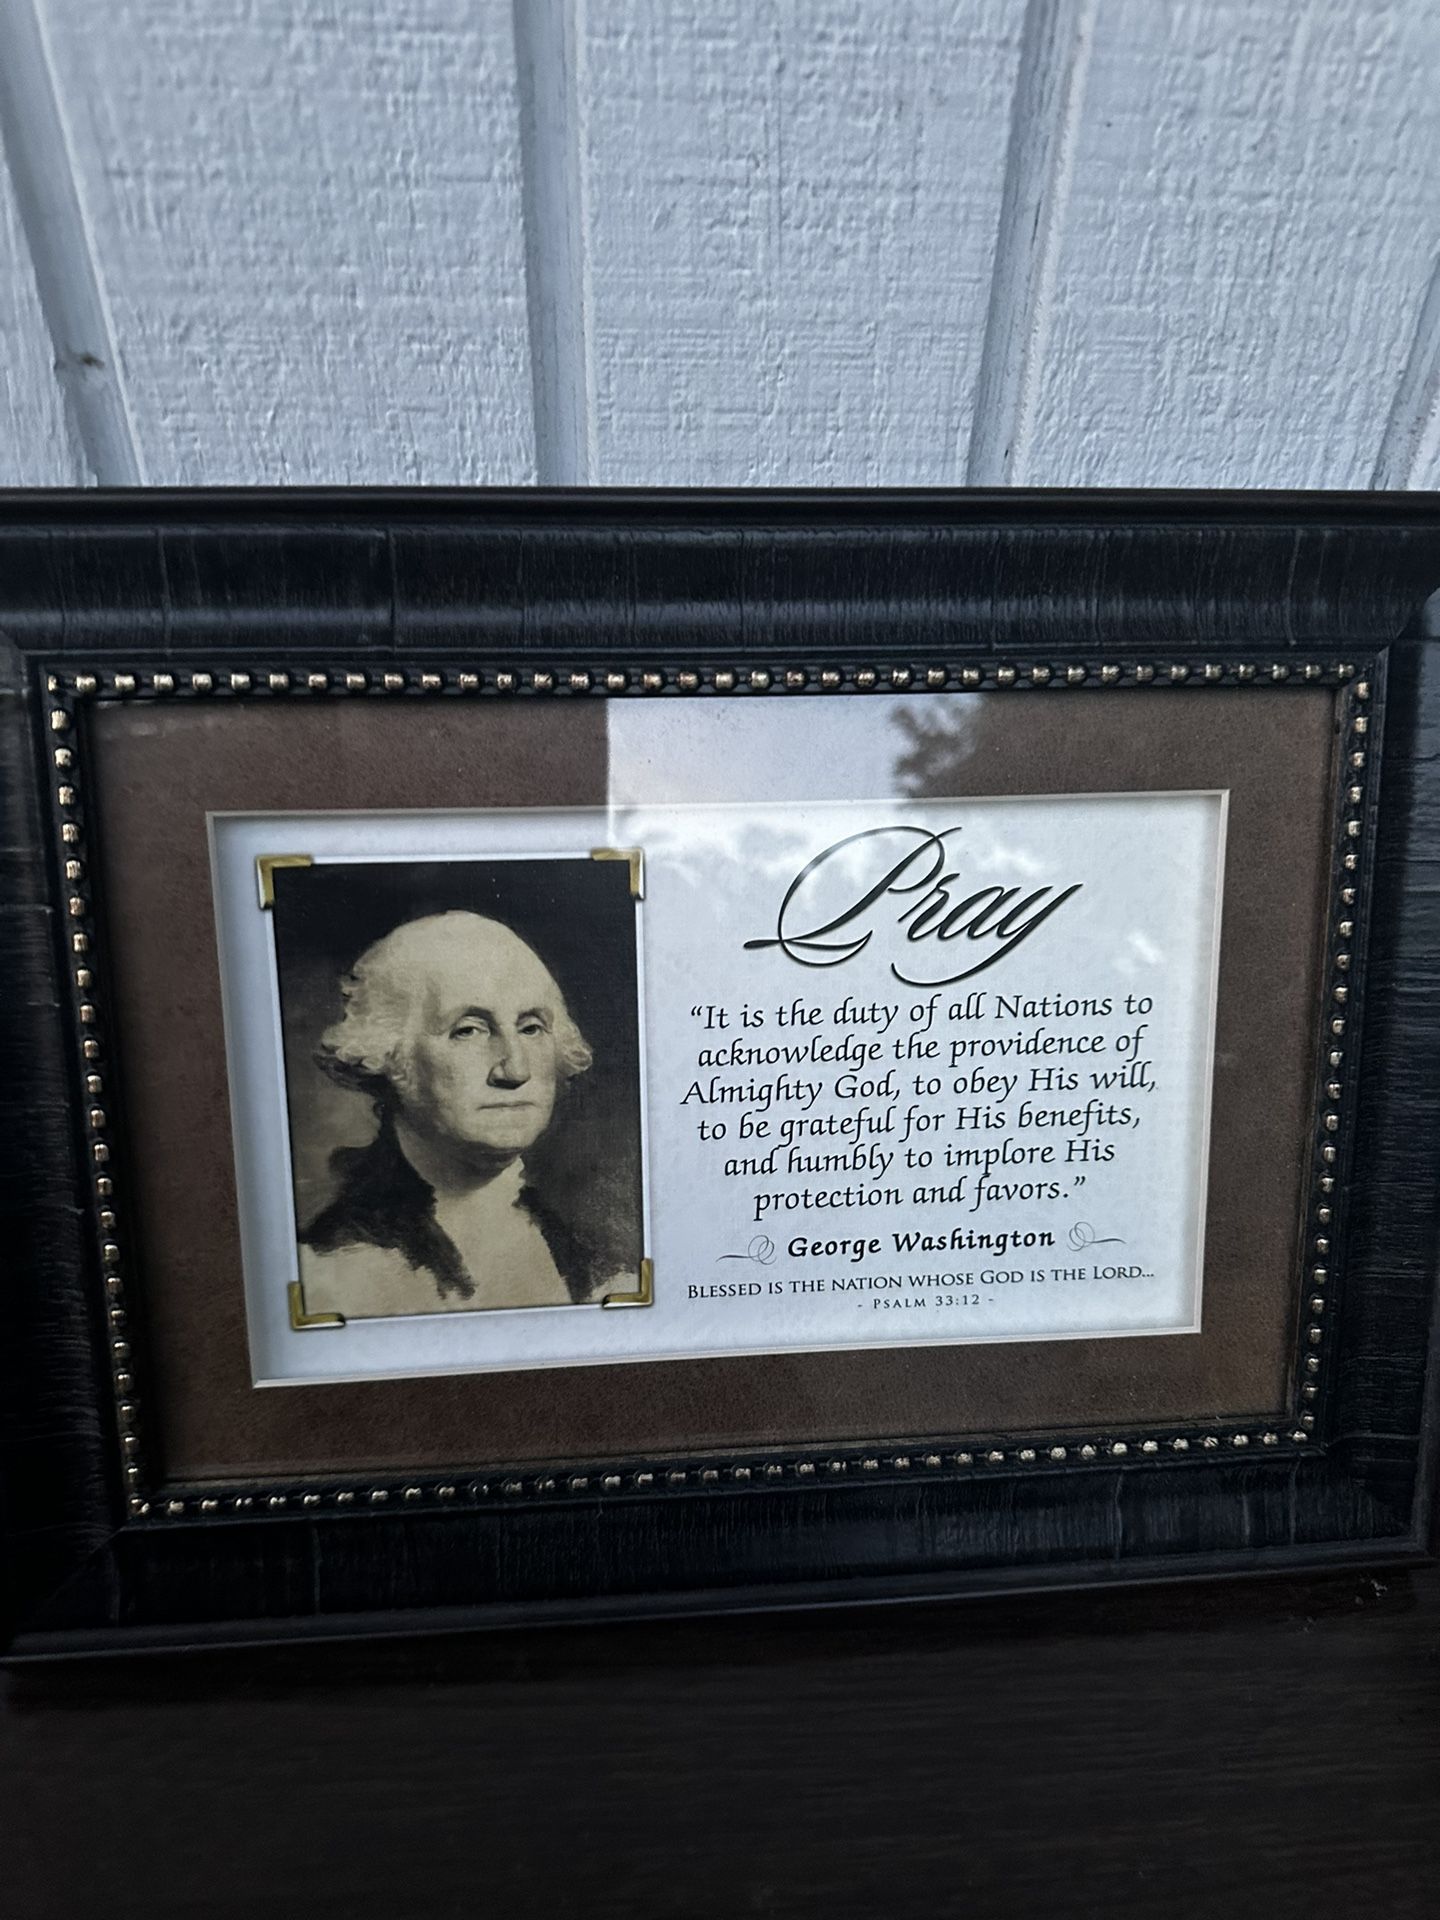 Pray
“It is the duty of all Nations to
acknowledge the providence of
Almighty God, to obey His will,
to be grateful for His benefits,
and humbly to implore His
protection and favors.”
George Washington
BLESSED IS THE NATION WHOSE GOD IS THE LORD...
- PSALM 33:12 -